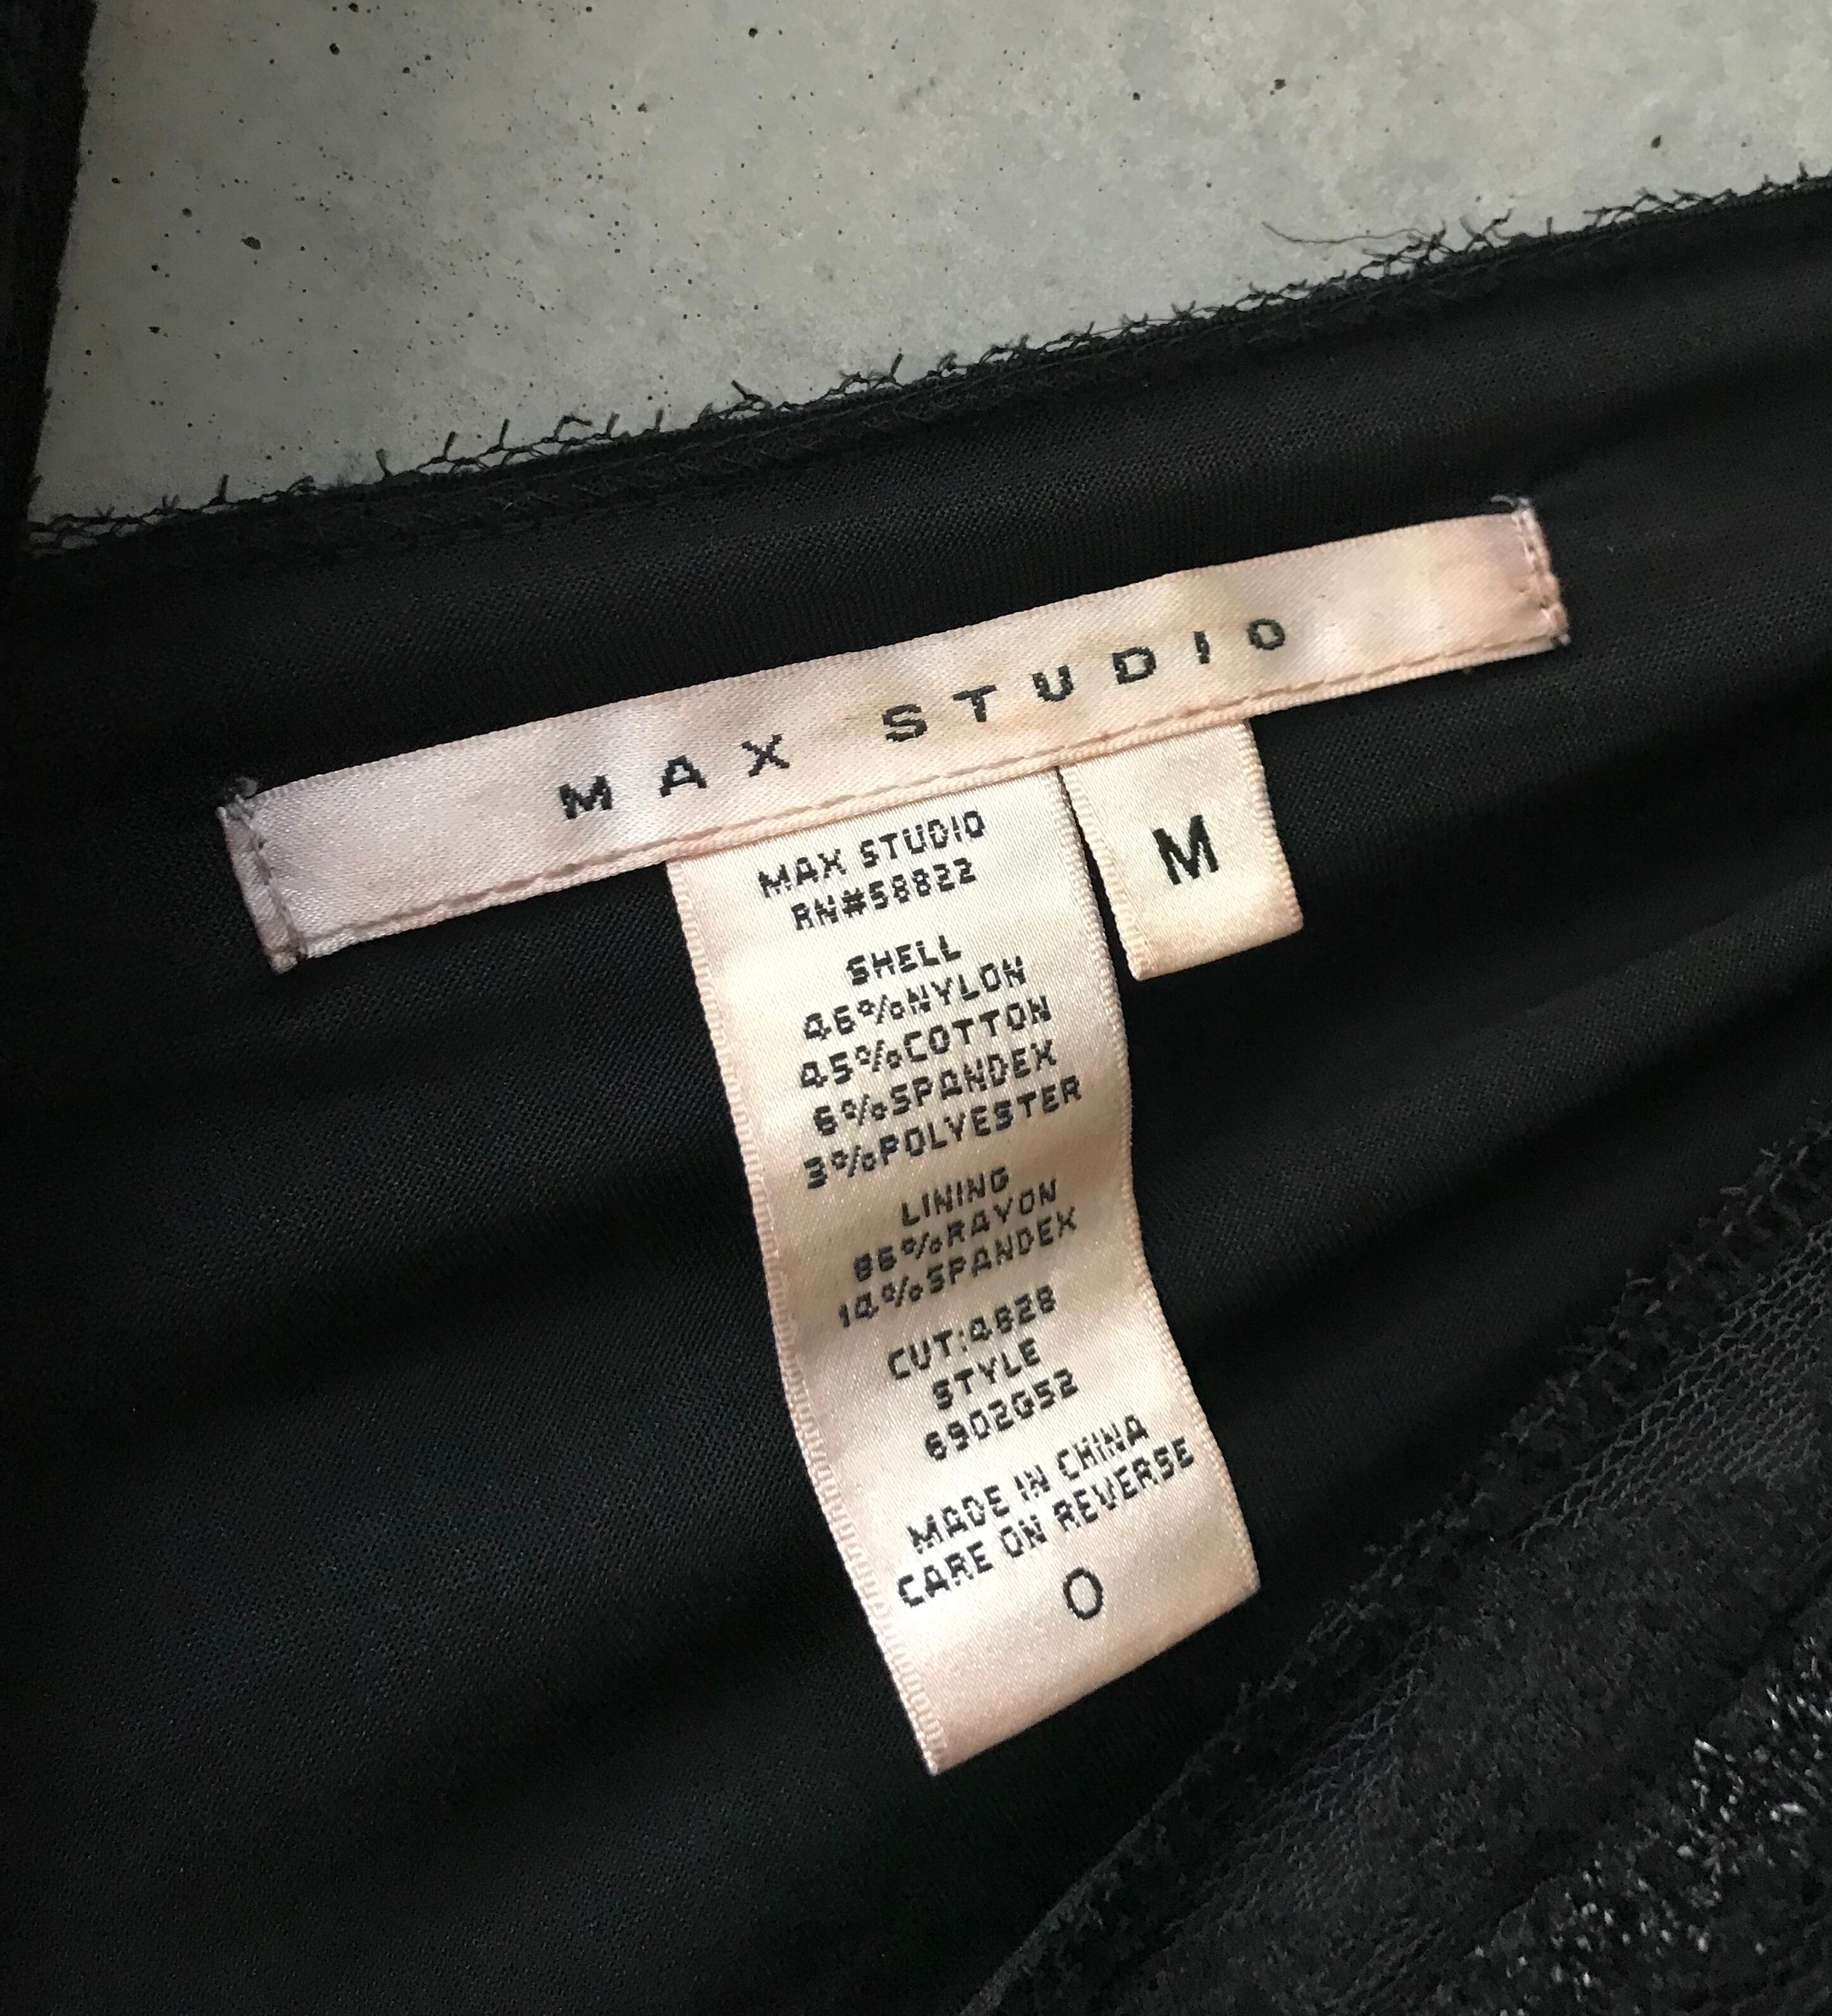 MAX STUDIO
M
MAX STUDIO
RN#58822
SHELL
46%NYLON
45%COTTON
6%SPANDEX
3%POLYESTER
LINING
86%RAYON
14%SPANDEX
CUT:4828
STYLE
6902G52
MADE IN CHINA
CARE ON REVERSE
O